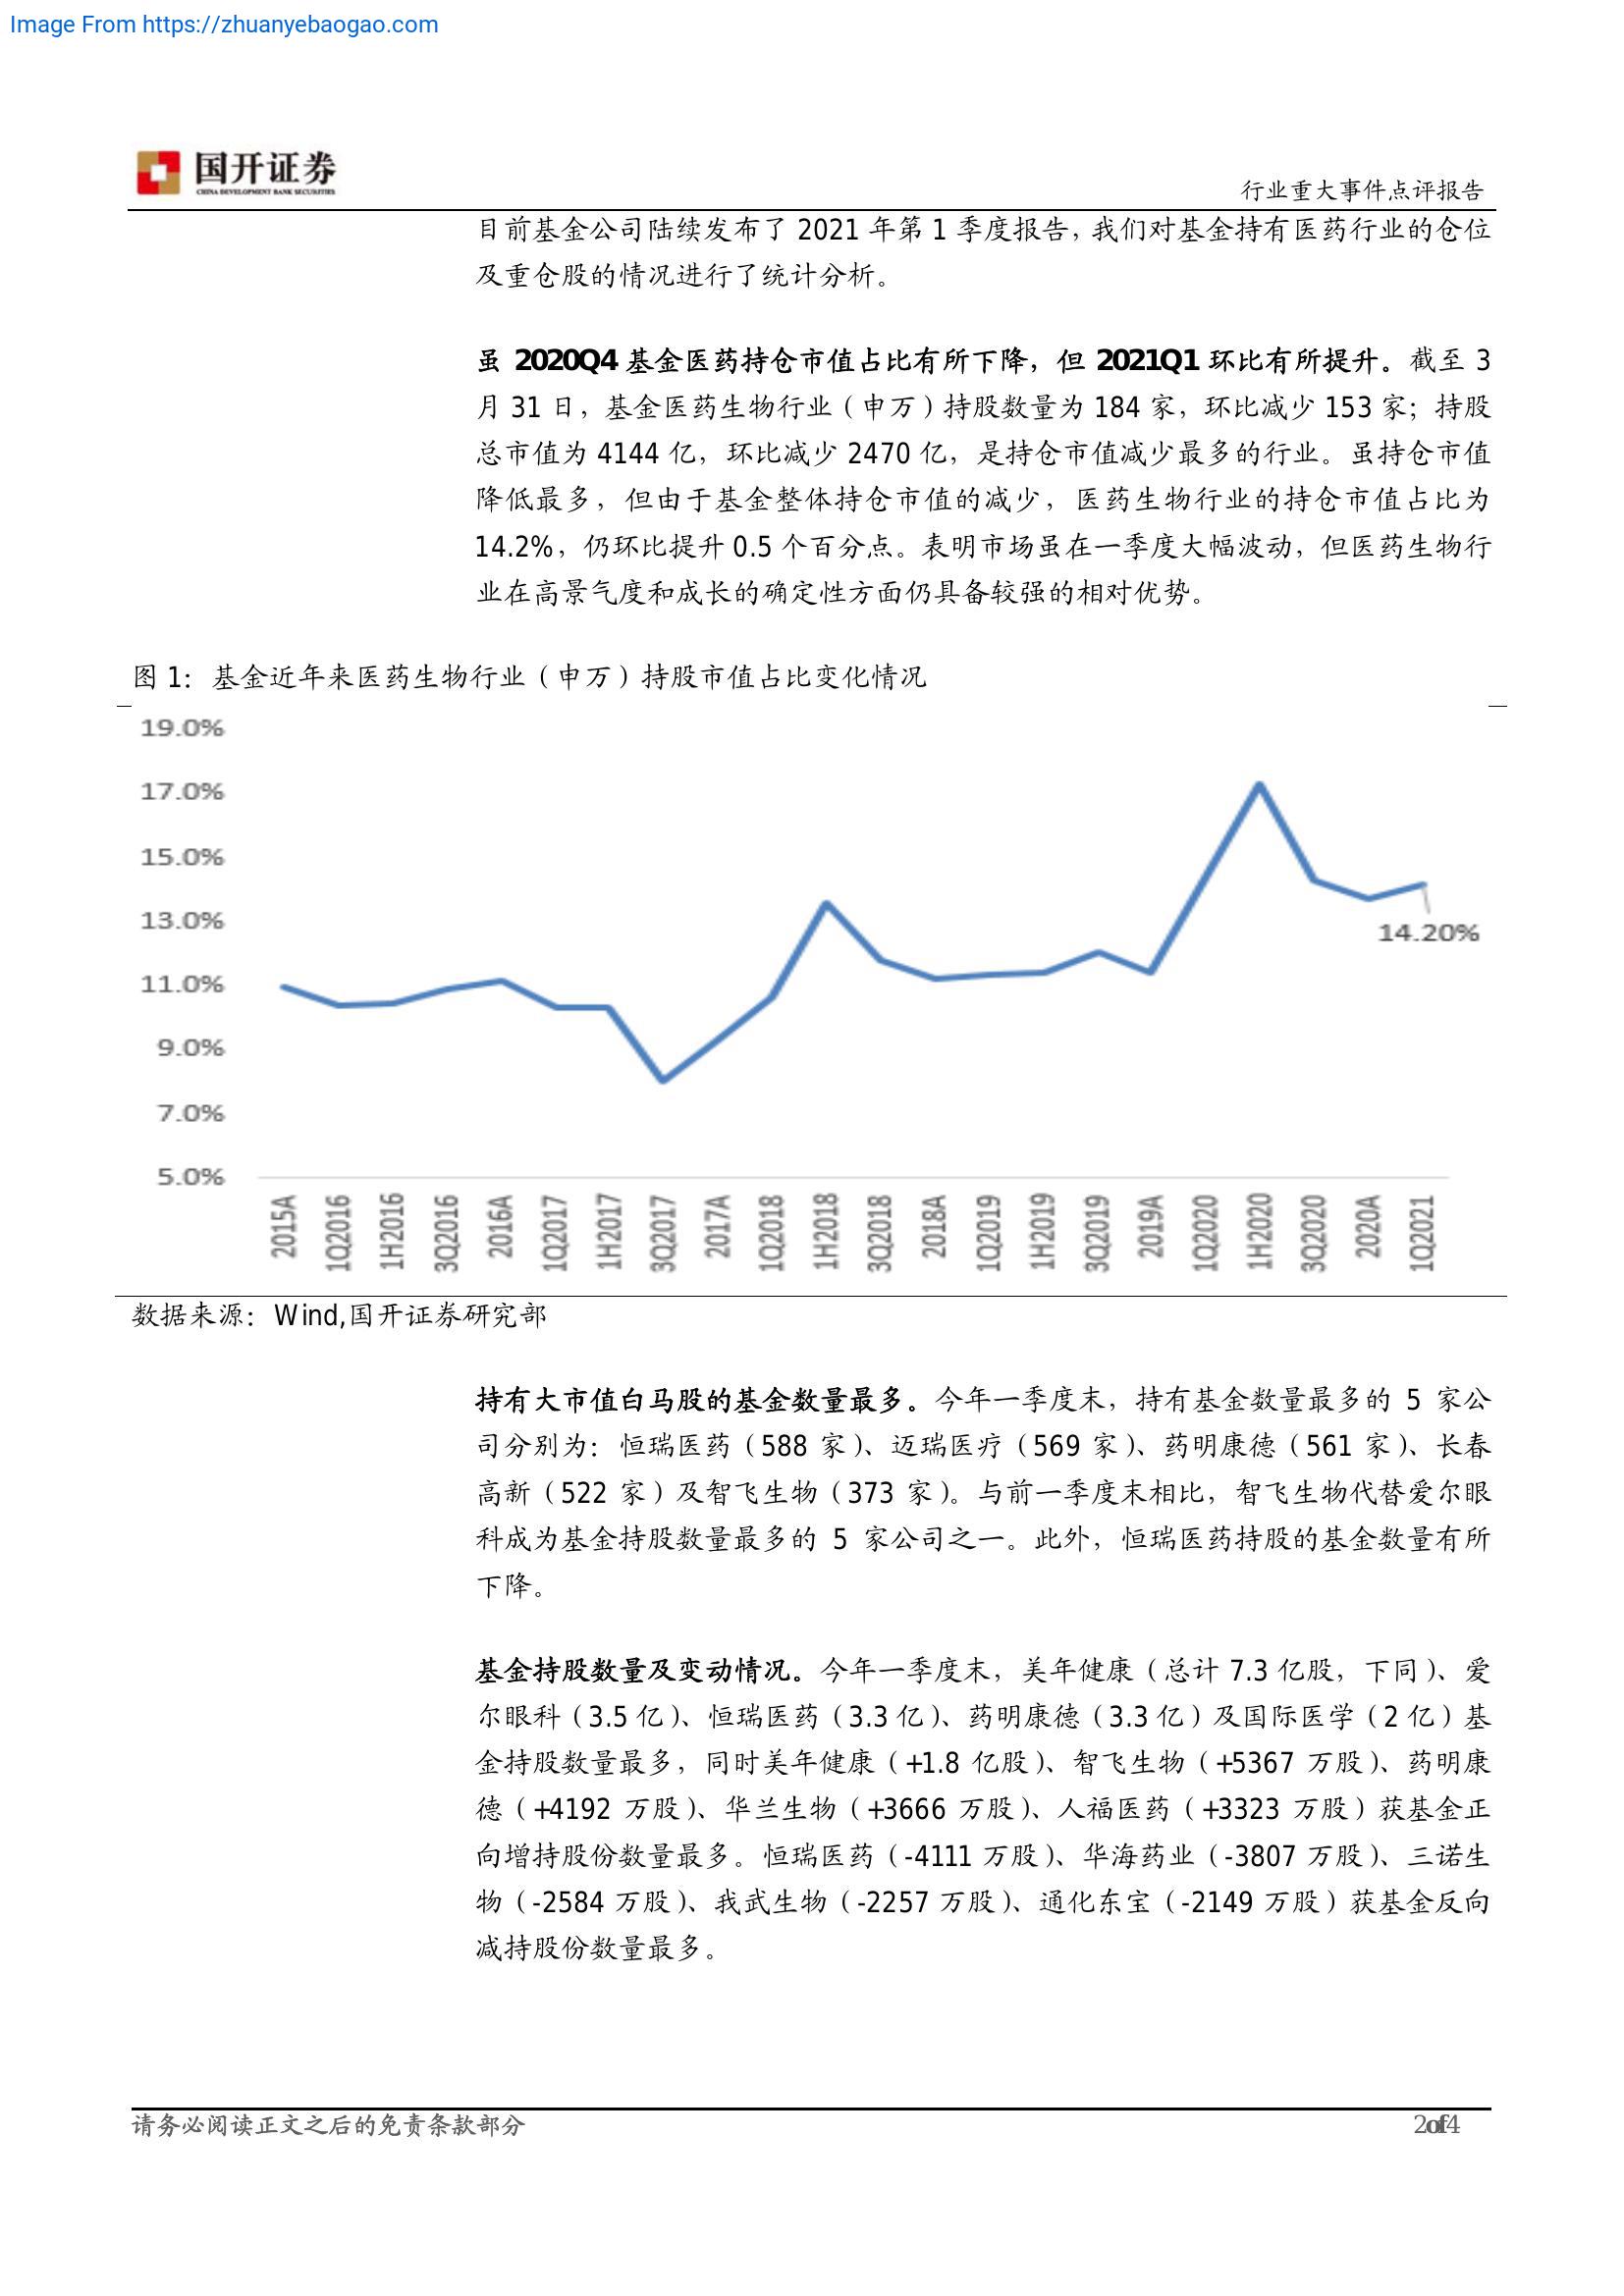 Image From https://zhuanyebaogao.com
国开证券
CHINA DEVELOPMENT BANK SECURITIES
行业重大事件点评报告
目前基金公司陆续发布了 2021 年第 1 季度报告，我们对基金持有医药行业的仓位
及重仓股的情况进行了统计分析。
虽 2020Q4 基金医药持仓市值占比有所下降，但 2021Q1 环比有所提升。截至 3
月 31 日，基金医药生物行业（申万）持股数量为 184 家，环比减少 153 家；持股
总市值为 4144 亿，环比减少 2470 亿，是持仓市值减少最多的行业。虽持仓市值
降低最多，但由于基金整体持仓市值的减少，医药生物行业的持仓市值占比为
14.2%，仍环比提升 0.5 个百分点。表明市场虽在一季度大幅波动，但医药生物行
业在高景气度和成长的确定性方面仍具备较强的相对优势。
图 1：基金近年来医药生物行业（申万）持股市值占比变化情况
19.0%
17.0%
15.0%
13.0%
11.0%
9.0%
7.0%
5.0%
14.20%
2015A
1Q2016
1H2016
3Q2016
2016A
1Q2017
1H2017
3Q2017
2017A
1Q2018
1H2018
3Q2018
2018A
1Q2019
1H2019
3Q2019
2019A
1Q2020
1H2020
3Q2020
2020A
1Q2021
数据来源：Wind,国开证券研究部
持有大市值白马股的基金数量最多。今年一季度末，持有基金数量最多的 5 家公
司分别为：恒瑞医药（588 家）、迈瑞医疗（569 家）、药明康德（561 家）、长春
高新（522 家）及智飞生物（373 家）。与前一季度末相比，智飞生物代替爱尔眼
科成为基金持股数量最多的 5 家公司之一。此外，恒瑞医药持股的基金数量有所
下降。
基金持股数量及变动情况。今年一季度末，美年健康（总计 7.3 亿股，下同）、爱
尔眼科（3.5 亿）、恒瑞医药（3.3 亿）、药明康德（3.3 亿）及国际医学（2 亿）基
金持股数量最多，同时美年健康（+1.8 亿股）、智飞生物（+5367 万股）、药明康
德（+4192 万股）、华兰生物（+3666 万股）、人福医药（+3323 万股）获基金正
向增持股份数量最多。恒瑞医药（-4111 万股）、华海药业（-3807 万股）、三诺生
物（-2584 万股）、我武生物（-2257 万股）、通化东宝（-2149 万股）获基金反向
减持股份数量最多。
请务必阅读正文之后的免责条款部分
2of4